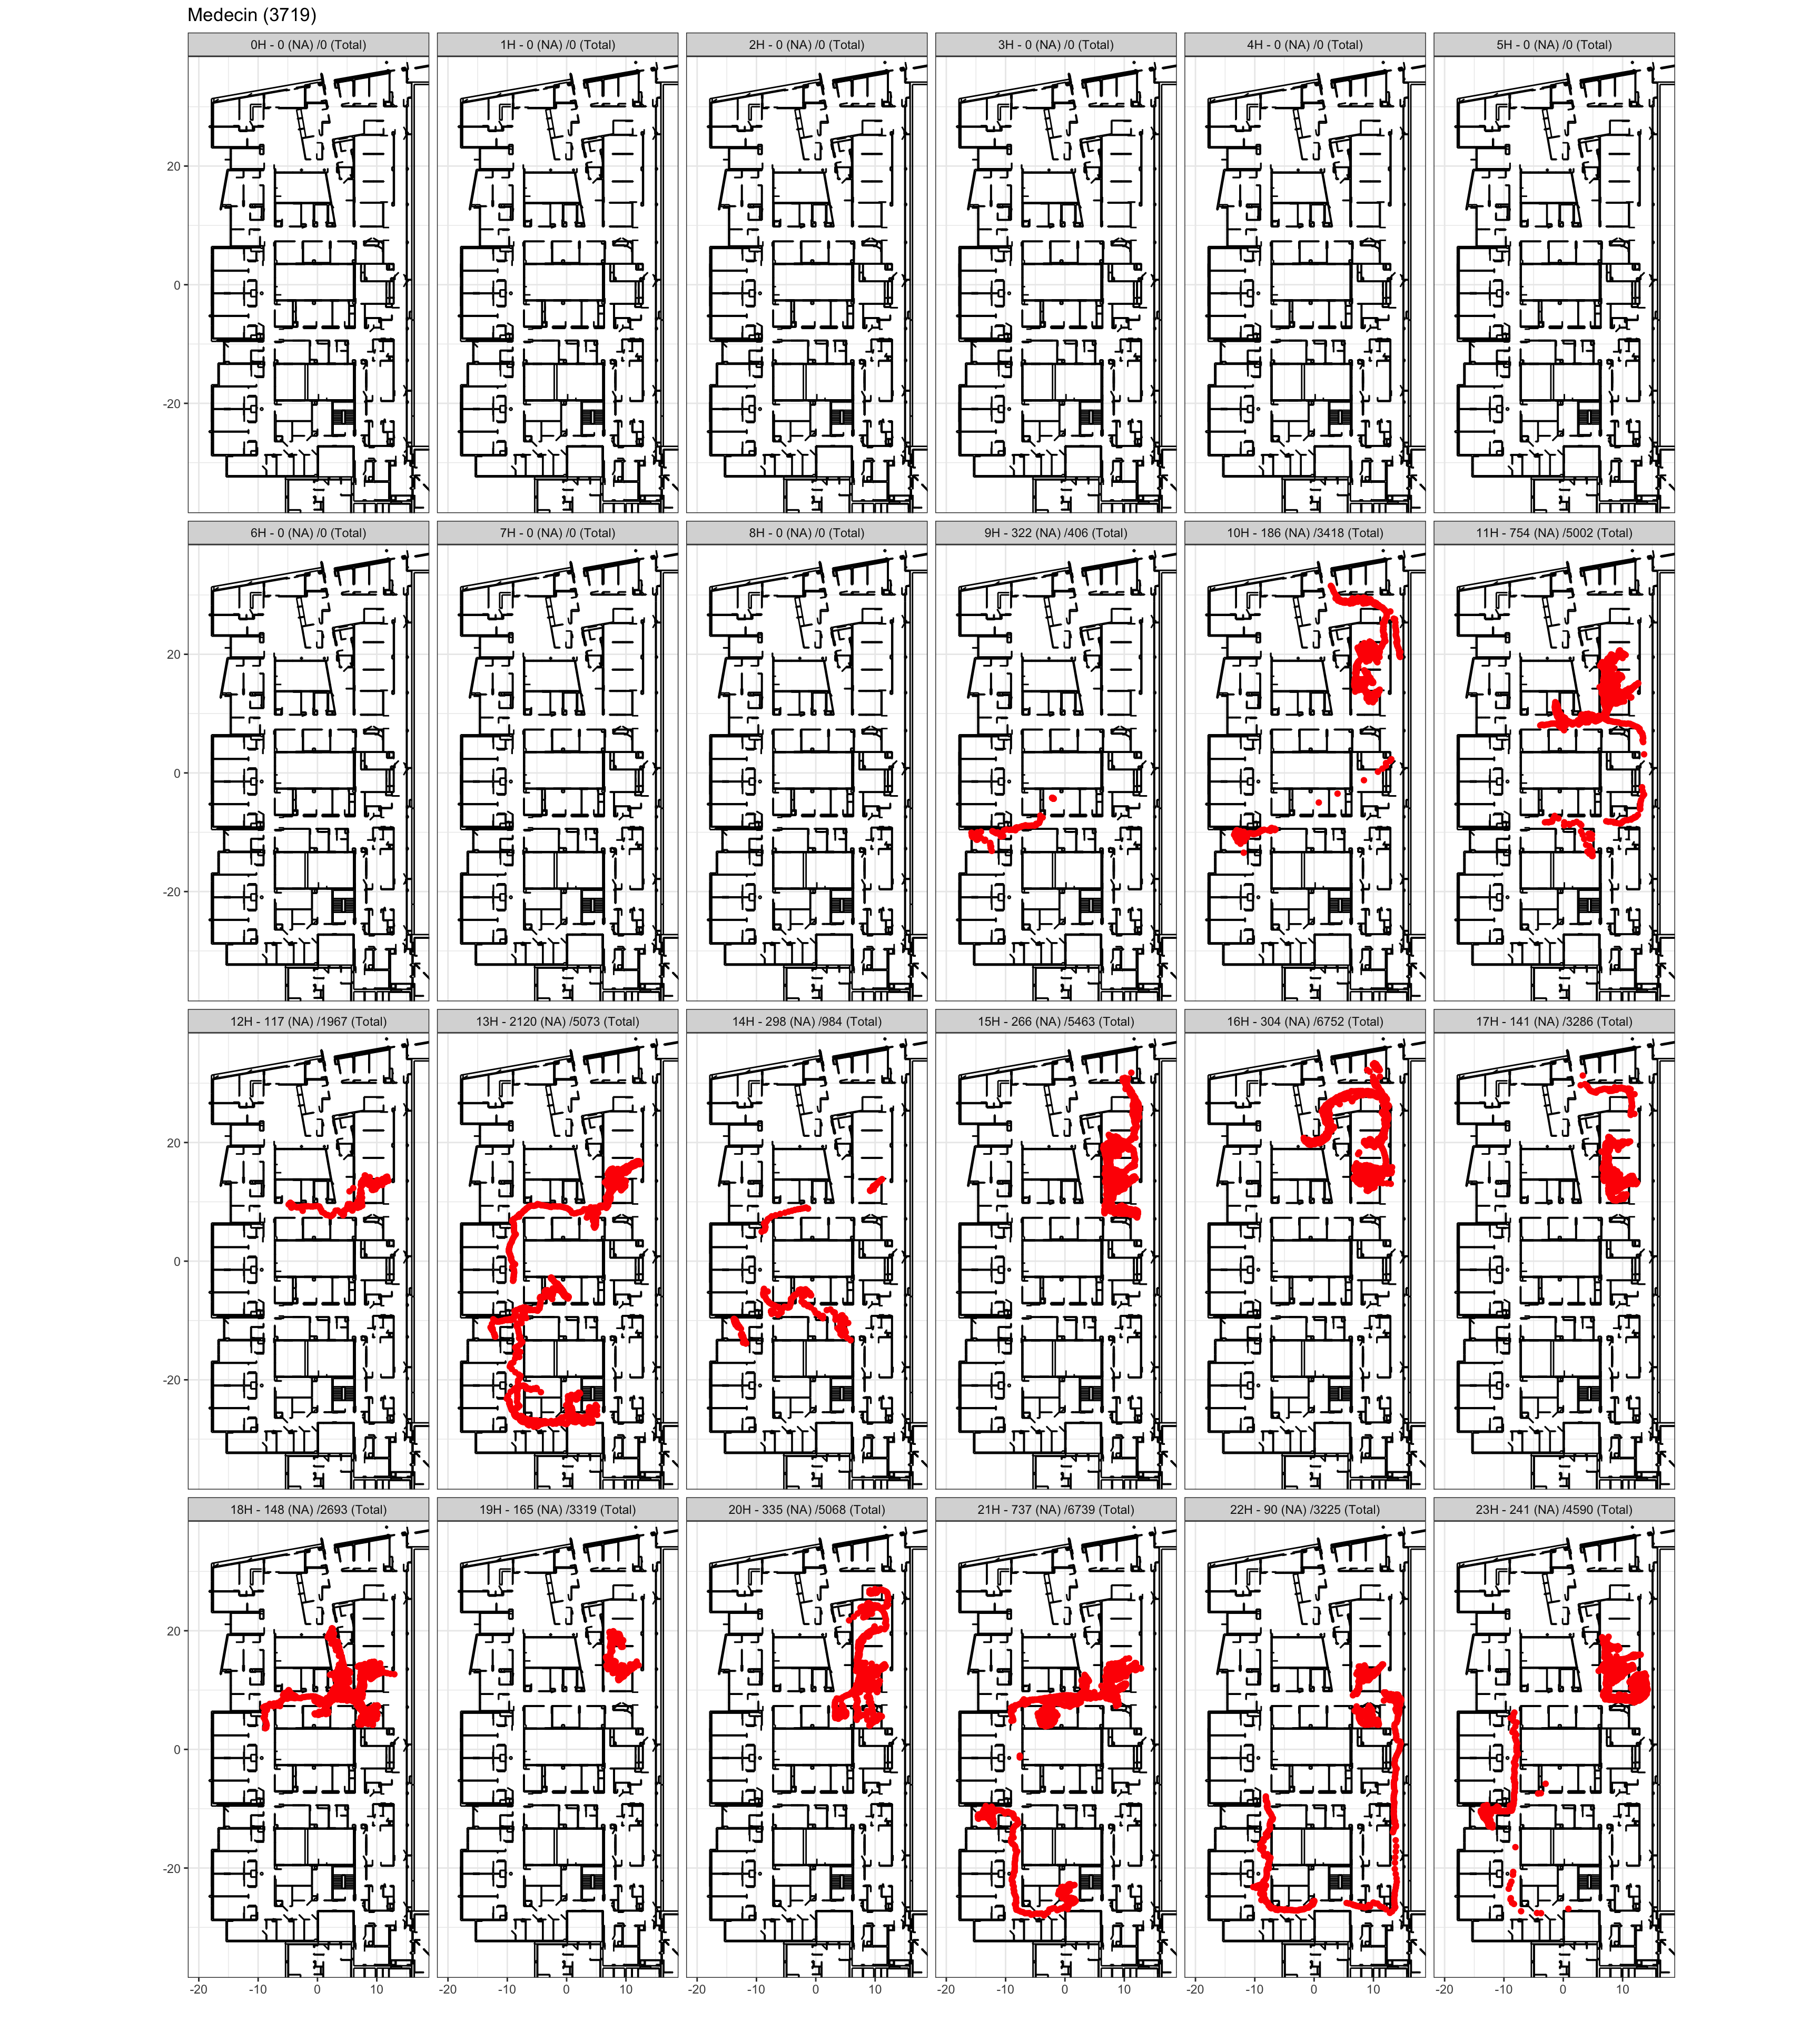 Medecin (3719)
0H - 0 (NA) /0 (Total) 1H - 0 (NA) /0 (Total) 2H - 0 (NA) /0 (Total) 3H - 0 (NA) /0 (Total) 4H - 0 (NA) /0 (Total) 5H - 0 (NA) /0 (Total)
20
0
-20
6H - 0 (NA) /0 (Total) 7H - 0 (NA) /0 (Total) 8H - 0 (NA) /0 (Total) 9H - 322 (NA) /406 (Total) 10H - 186 (NA) /3418 (Total) 11H - 754 (NA) /5002 (Total)
20
0
-20
12H - 117 (NA) /1967 (Total) 13H - 2120 (NA) /5073 (Total) 14H - 298 (NA) /984 (Total) 15H - 266 (NA) /5463 (Total) 16H - 304 (NA) /6752 (Total) 17H - 141 (NA) /3286 (Total)
20
0
-20
18H - 148 (NA) /2693 (Total) 19H - 165 (NA) /3319 (Total) 20H - 335 (NA) /5068 (Total) 21H - 737 (NA) /6739 (Total) 22H - 90 (NA) /3225 (Total) 23H - 241 (NA) /4590 (Total)
20
0
-20
-20 -10 0 10 -20 -10 0 10 -20 -10 0 10 -20 -10 0 10 -20 -10 0 10 -20 -10 0 10